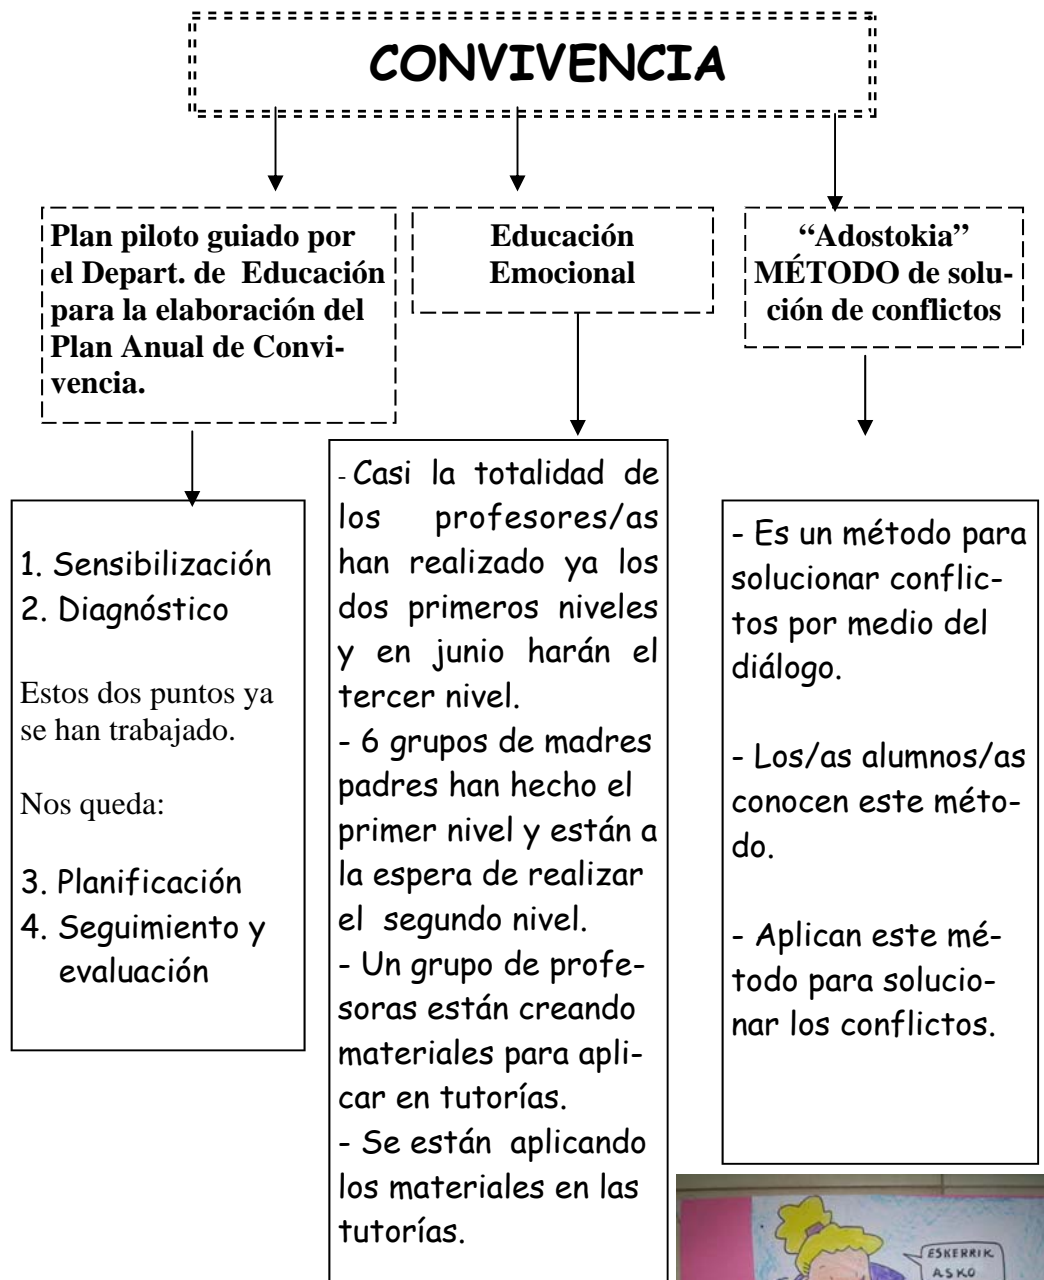 CONVIVENCIA
Plan piloto guiado por
el Depart. de Educación
para la elaboración del
Plan Anual de Convi-
vencia.
Educación
Emocional
“Adostokia”
MÉTODO de solu-
ción de conflictos
1. Sensibilización
2. Diagnóstico
Estos dos puntos ya
se han trabajado.
Nos queda:
3. Planificación
4. Seguimiento y
evaluación
- Casi la totalidad de
los profesores/as
han realizado ya los
dos primeros niveles
y en junio harán el
tercer nivel.
- 6 grupos de madres
padres han hecho el
primer nivel y están a
la espera de realizar
el segundo nivel.
- Un grupo de profe-
soras están creando
materiales para apli-
car en tutorías.
- Se están aplicando
los materiales en las
tutorías.
- Es un método para
solucionar conflic-
tos por medio del
diálogo.
- Los/as alumnos/as
conocen este méto-
do.
- Aplican este mé-
todo para solucio-
nar los conflictos.
ESKERRIK
ASKO